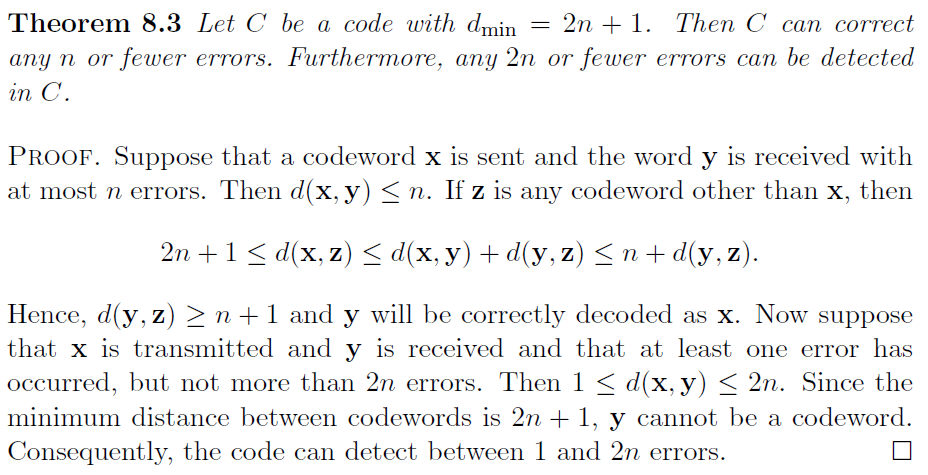 Theorem 8.3 Let C be a code with dmin = 2n + 1. Then C can correct
any n or fewer errors. Furthermore, any 2n or fewer errors can be detected
in C.
PROOF. Suppose that a codeword x is sent and the word y is received with
at most n errors. Then d(x, y) ≤ n. If z is any codeword other than x, then
2n + 1 ≤ d(x, z) ≤ d(x, y) + d(y, z) ≤ n + d(y, z).
Hence, d(y, z) ≥ n + 1 and y will be correctly decoded as x. Now suppose
that x is transmitted and y is received and that at least one error has
occurred, but not more than 2n errors. Then 1 ≤ d(x, y) ≤ 2n. Since the
minimum distance between codewords is 2n + 1, y cannot be a codeword.
Consequently, the code can detect between 1 and 2n errors. □